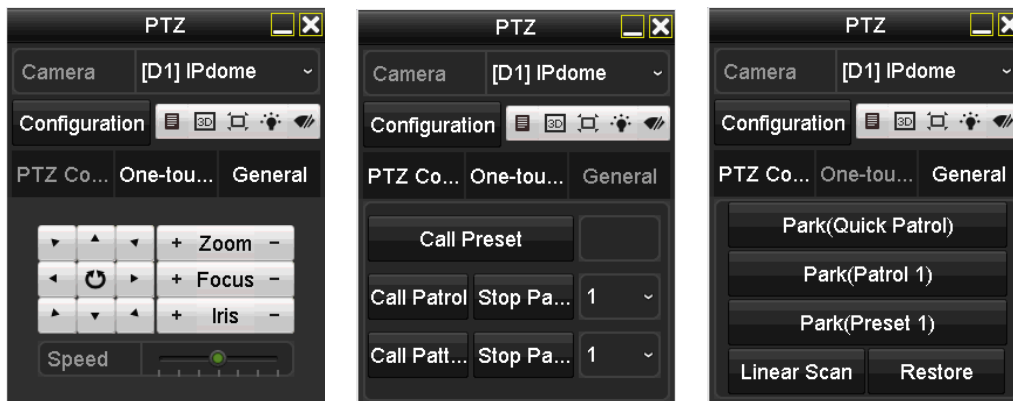 PTZ
Camera [D1] IPdome
Configuration 3D
PTZ Co... One-tou... General
+ Zoom -
+ Focus -
+ Iris -
Speed
PTZ
Camera [D1] IPdome
Configuration 3D
PTZ Co... One-tou... General
Call Preset
Call Patrol Stop Pa... 1
Call Patt... Stop Pa... 1
PTZ
Camera [D1] IPdome
Configuration 3D
PTZ Co... One-tou... General
Park(Quick Patrol)
Park(Patrol 1)
Park(Preset 1)
Linear Scan Restore